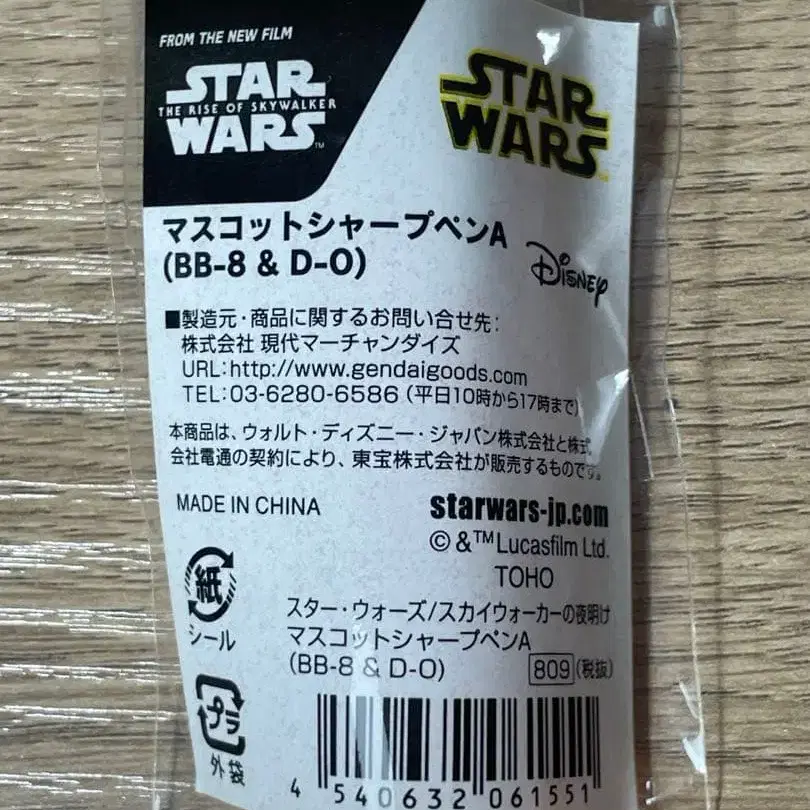 FROM THE NEW FILM
STAR
THE RISE OF SKYWALKER
WARS™
STAR
WARS™
マスコットシャープペンA
(BB-8 & D-O)
Disney
■製造元・商品に関するお問い合せ先:
株式会社 現代マーチャンダイズ
URL:http://www.gendaigoods.com
TEL:03-6280-6586 (平日10時から17時まで)
本商品は、ウォルト・ディズニー・ジャパン株式会社と株式
会社電通の契約により、東宝株式会社が販売するものです。
MADE IN CHINA
starwars-jp.com
©&™Lucasfilm Ltd.
TOHO
紙
シール
スター・ウォーズ/スカイウォーカーの夜明け
マスコットシャープペンA
(BB-8 & D-O)
809 (税抜)
プラ
外袋
4 540632 061551